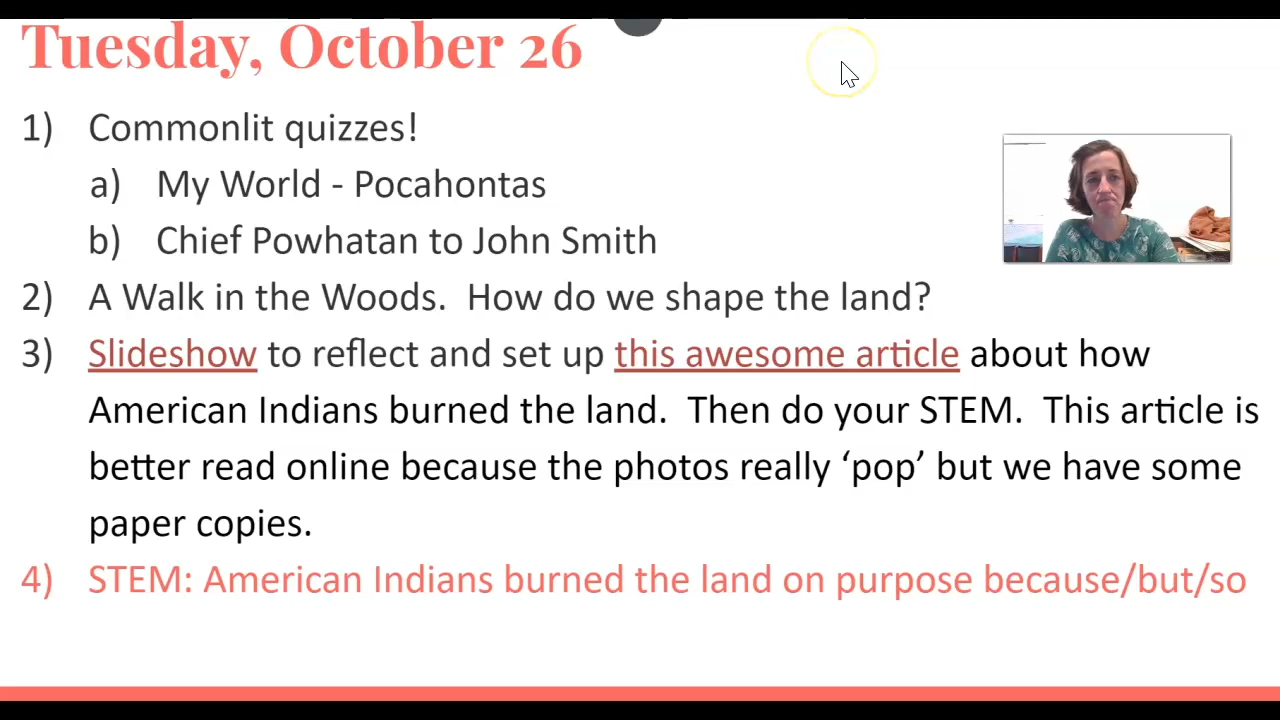 Tuesday, October 26
1) Commonlit quizzes!
a) My World - Pocahontas
b) Chief Powhatan to John Smith
2) A Walk in the Woods.  How do we shape the land?
3) Slideshow to reflect and set up this awesome article about how
American Indians burned the land.  Then do your STEM.  This article is
better read online because the photos really ‘pop’ but we have some
paper copies.
4) STEM: American Indians burned the land on purpose because/but/so